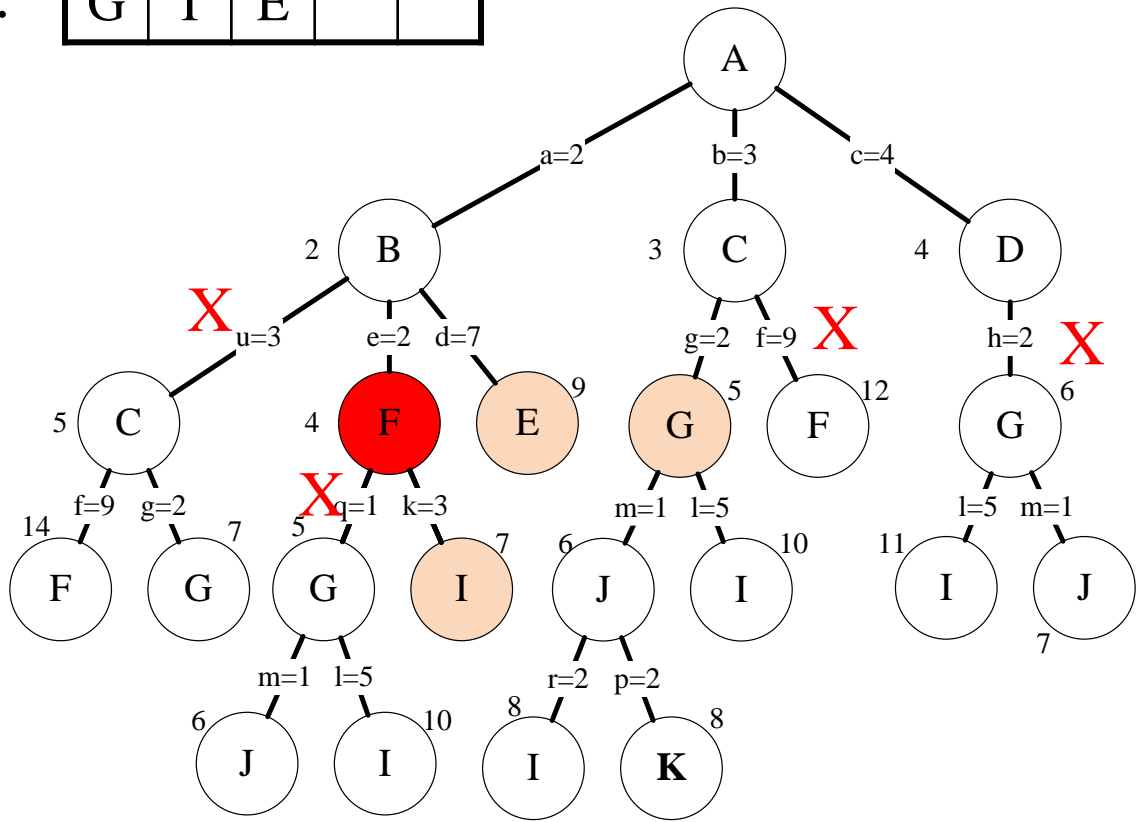 . G I E
A
a=2 b=3 c=4
2 B 3 C 4 D
X u=3 e=2 d=7 g=2 f=9 X h=2 X
5 C 4 F E 9 G 5 F 12 G 6
f=9 g=2 X q=1 k=3 m=1 l=5 l=5 m=1
14 F G 7 5 G I 7 6 J I 10 11 I J 7
m=1 l=5 r=2 p=2
6 J I 10 8 I K 8